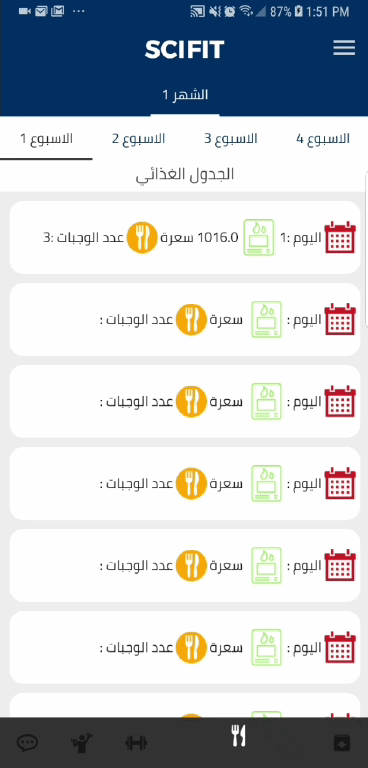 87% 1:51 PM
SCIFIT
الشهر 1
الاسبوع 1 الاسبوع 2 الاسبوع 3 الاسبوع 4
الجدول الغذائي
اليوم :1 1016.0 سعرة عدد الوجبات :3
اليوم : سعرة عدد الوجبات :
اليوم : سعرة عدد الوجبات :
اليوم : سعرة عدد الوجبات :
اليوم : سعرة عدد الوجبات :
اليوم : سعرة عدد الوجبات :